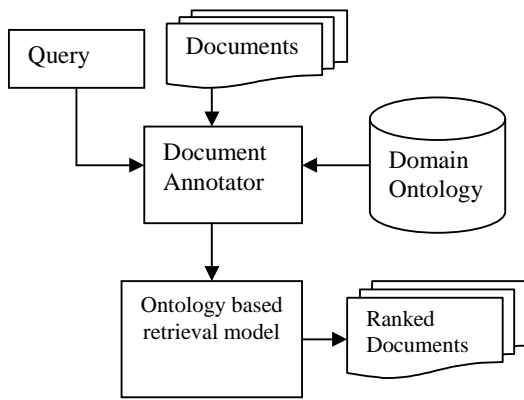 Query
Documents
Document
Annotator
Domain
Ontology
Ontology based
retrieval model
Ranked
Documents